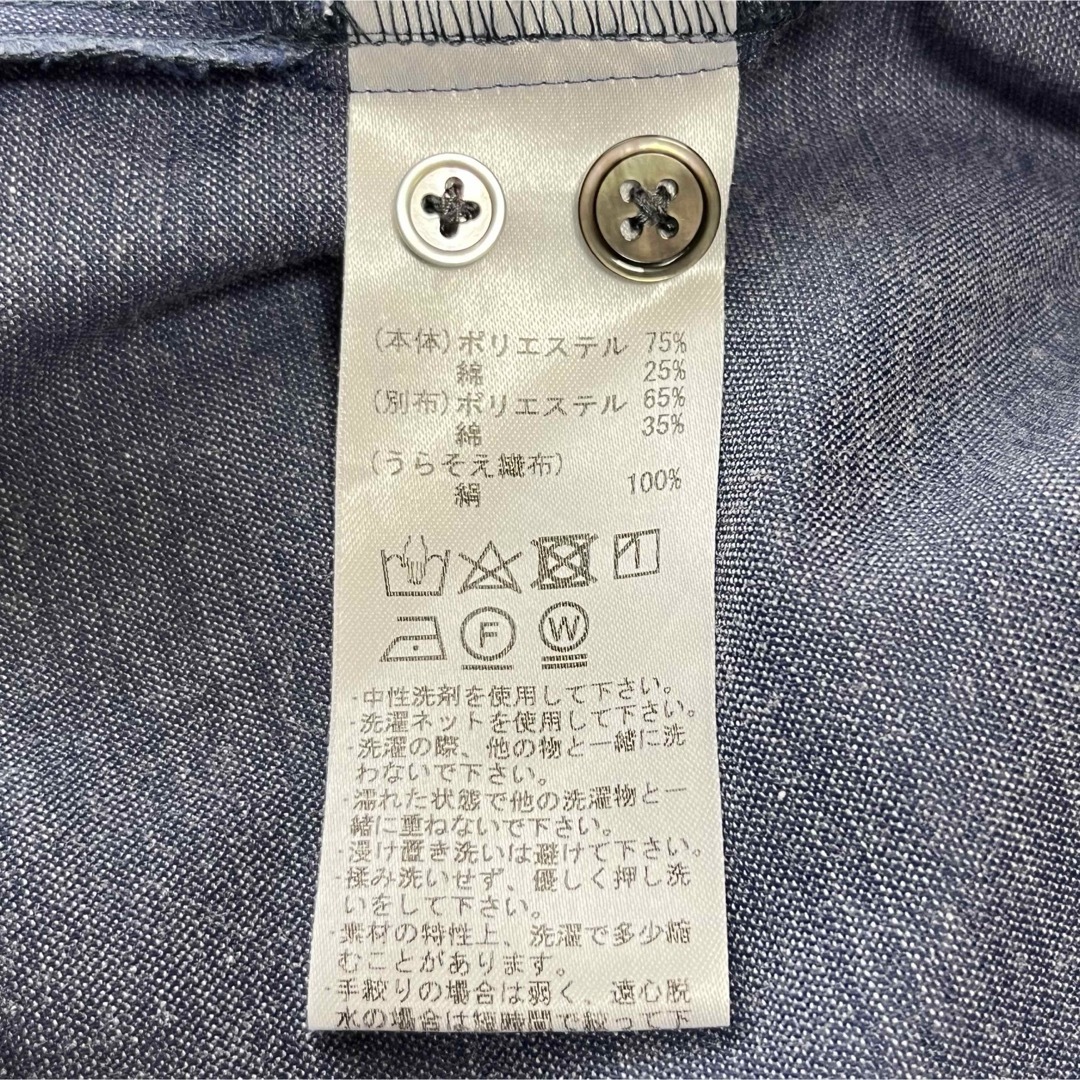 (本体)ポリエステル 75%
綿 25%
(別布)ポリエステル 65%
綿 35%
(うらそえ織布)
絹 100%
F W
・中性洗剤を使用して下さい。
・洗濯ネットを使用して下さい。
・洗濯の際、他の物と一緒に洗
わないで下さい。
・濡れた状態で他の洗濯物と一
緒に重ねないで下さい。
・浸け置き洗いは避けて下さい。
・揉み洗いせず、優しく押し洗
いをして下さい。
・素材の特性上、洗濯で多少縮
むことがあります。
・手絞りの場合は弱く、遠心脱
水の場合は短時間で絞って下